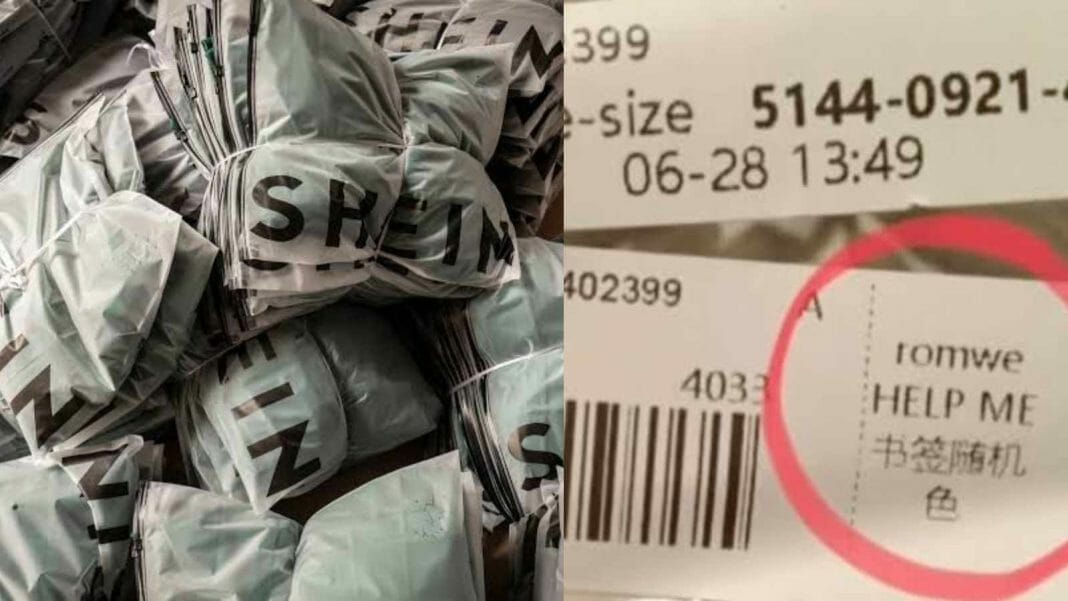 SHEIN
SHEIN
SHEIN
399
e-size 5144-0921-
06-28 13:49
402399
A
4033
romwe
HELP ME
书签随机
色